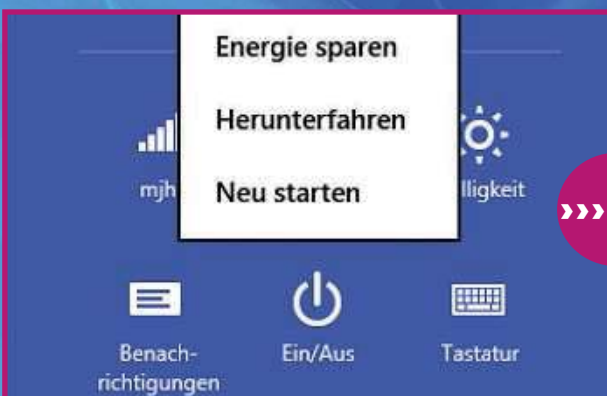 Energie sparen
Herunterfahren
Neu starten
mjh
lligkeit
Benach-
richtigungen
Ein/Aus
Tastatur